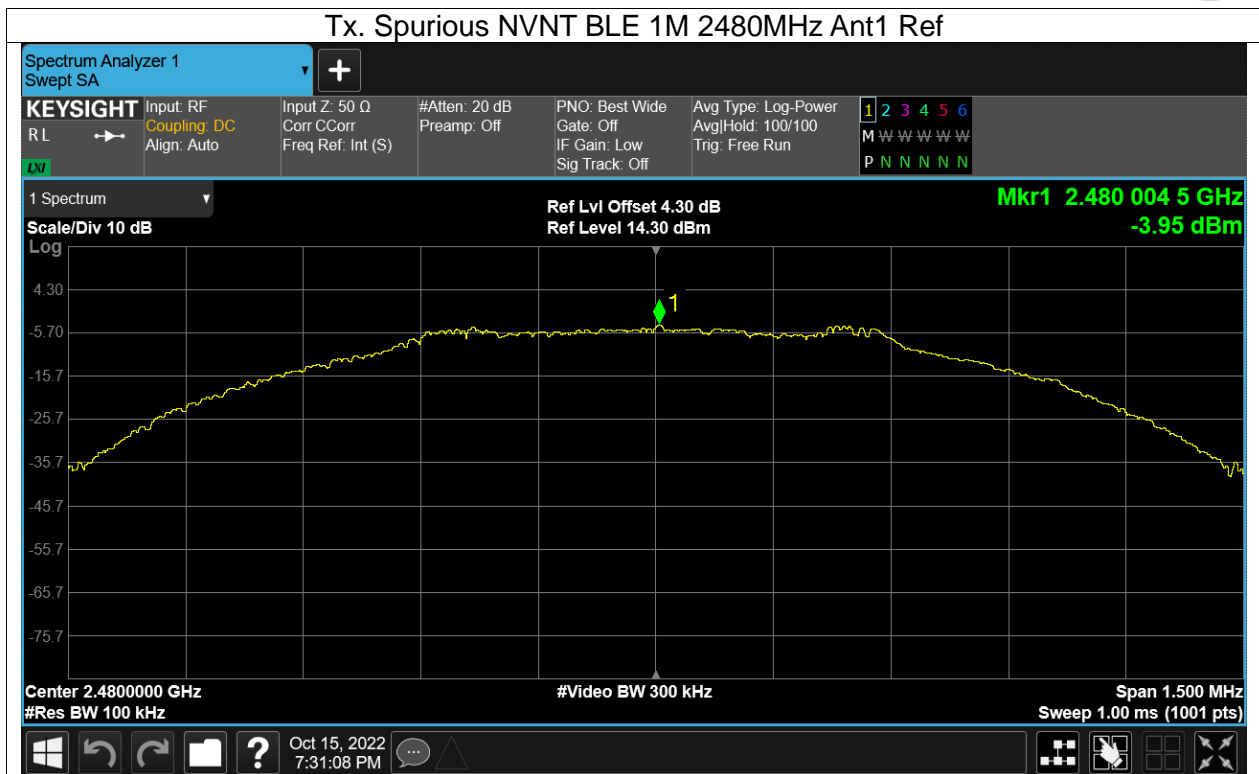 Tx. Spurious NVNT BLE 1M 2480MHz Ant1 Ref
Spectrum Analyzer 1
Swept SA
KEYSIGHT
R L
LXI
Input: RF
Coupling: DC
Align: Auto
Input Z: 50 Ω
Corr CCorr
Freq Ref: Int (S)
#Atten: 20 dB
Preamp: Off
PNO: Best Wide
Gate: Off
IF Gain: Low
Sig Track: Off
Avg Type: Log-Power
Avg|Hold: 100/100
Trig: Free Run
1 2 3 4 5 6
M W W W W W
P N N N N N
1 Spectrum
Scale/Div 10 dB
Ref Lvl Offset 4.30 dB
Ref Level 14.30 dBm
Mkr1 2.480 004 5 GHz
-3.95 dBm
Log
4.30
-5.70
-15.7
-25.7
-35.7
-45.7
-55.7
-65.7
-75.7
1
Center 2.4800000 GHz
#Res BW 100 kHz
#Video BW 300 kHz
Span 1.500 MHz
Sweep 1.00 ms (1001 pts)
?
Oct 15, 2022
7:31:08 PM